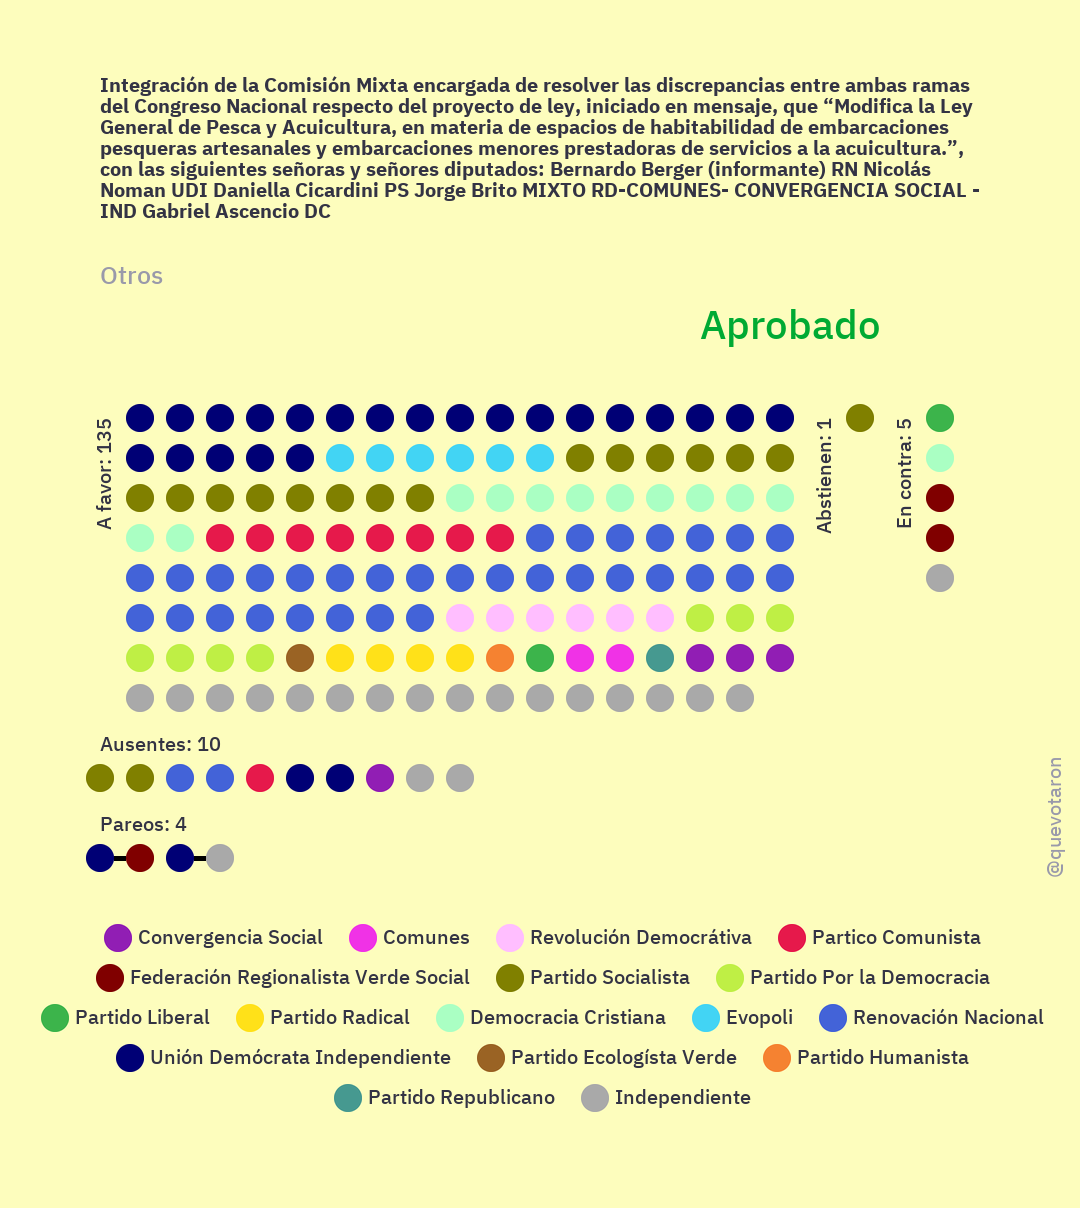 Integración de la Comisión Mixta encargada de resolver las discrepancias entre ambas ramas
del Congreso Nacional respecto del proyecto de ley, iniciado en mensaje, que “Modifica la Ley
General de Pesca y Acuicultura, en materia de espacios de habitabilidad de embarcaciones
pesqueras artesanales y embarcaciones menores prestadoras de servicios a la acuicultura.”,
con las siguientes señoras y señores diputados: Bernardo Berger (informante) RN Nicolás
Noman UDI Daniella Cicardini PS Jorge Brito MIXTO RD-COMUNES- CONVERGENCIA SOCIAL -
IND Gabriel Ascencio DC
Otros
Aprobado
A favor: 135
Abstienen: 1
En contra: 5
Ausentes: 10
Pareos: 4
@quevotaron
Convergencia Social Comunes Revolución Democrátiva Partico Comunista
Federación Regionalista Verde Social Partido Socialista Partido Por la Democracia
Partido Liberal Partido Radical Democracia Cristiana Evopoli Renovación Nacional
Unión Demócrata Independiente Partido Ecologísta Verde Partido Humanista
Partido Republicano Independiente